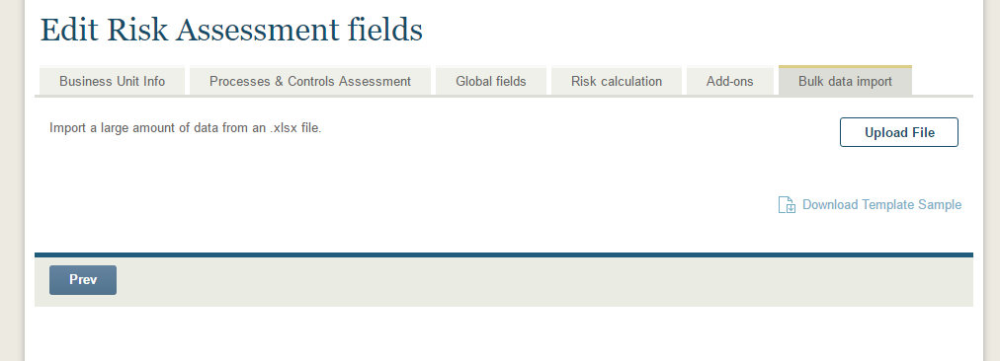 Edit Risk Assessment fields
Business Unit Info Processes & Controls Assessment Global fields Risk calculation Add-ons Bulk data import
Import a large amount of data from an .xlsx file.
Upload File
Download Template Sample
Prev